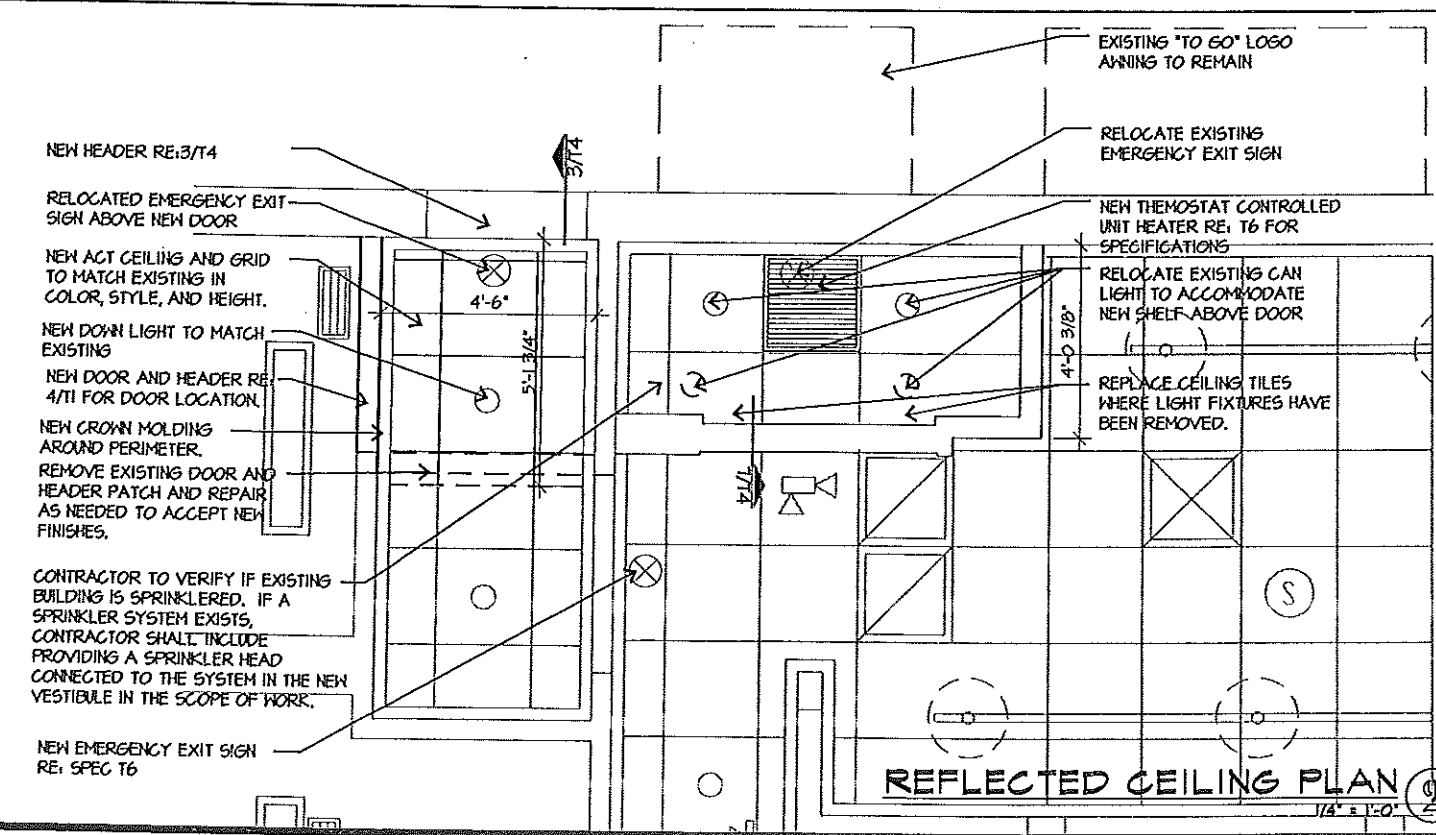 EXISTING "TO GO" LOGO
AWNING TO REMAIN
NEW HEADER RE:3/T4
3/T4
RELOCATE EXISTING
EMERGENCY EXIT SIGN
RELOCATED EMERGENCY EXIT
SIGN ABOVE NEW DOOR
NEW THEMOSTAT CONTROLLED
UNIT HEATER RE: T6 FOR
SPECIFICATIONS
NEW ACT CEILING AND GRID
TO MATCH EXISTING IN
COLOR, STYLE, AND HEIGHT.
4'-6"
RELOCATE EXISTING CAN
LIGHT TO ACCOMMODATE
NEW SHELF ABOVE DOOR
NEW DOWN LIGHT TO MATCH
EXISTING
5'-1 3/4"
4'-0 3/8"
NEW DOOR AND HEADER RE:
4/T1 FOR DOOR LOCATION.
REPLACE CEILING TILES
WHERE LIGHT FIXTURES HAVE
BEEN REMOVED.
NEW CROWN MOLDING
AROUND PERIMETER.
REMOVE EXISTING DOOR AND
HEADER PATCH AND REPAIR
AS NEEDED TO ACCEPT NEW
FINISHES.
1/T4
CONTRACTOR TO VERIFY IF EXISTING
BUILDING IS SPRINKLERED. IF A
SPRINKLER SYSTEM EXISTS,
CONTRACTOR SHALL INCLUDE
PROVIDING A SPRINKLER HEAD
CONNECTED TO THE SYSTEM IN THE NEW
VESTIBULE IN THE SCOPE OF WORK.
S
NEW EMERGENCY EXIT SIGN
RE: SPEC T6
REFLECTED CEILING PLAN
1/4" = 1'-0"